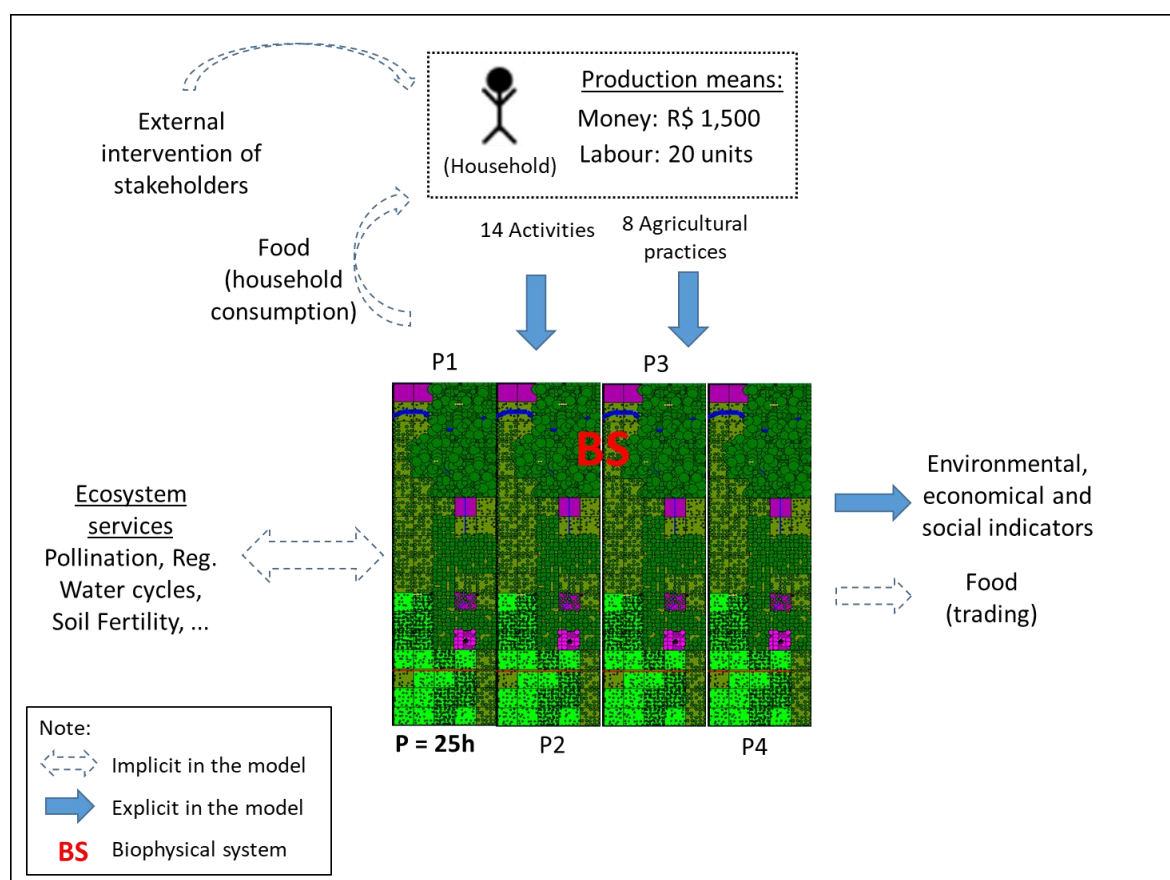 External
intervention of
stakeholders
Production means:
Money: R$ 1,500
Labour: 20 units
(Household)
14 Activities
8 Agricultural
practices
Food
(household
consumption)
P1
P3
BS
Ecosystem
services
Pollination, Reg.
Water cycles,
Soil Fertility, ...
Environmental,
economical and
social indicators
Food
(trading)
P = 25h
P2
P4
Note:
Implicit in the model
Explicit in the model
BS Biophysical system